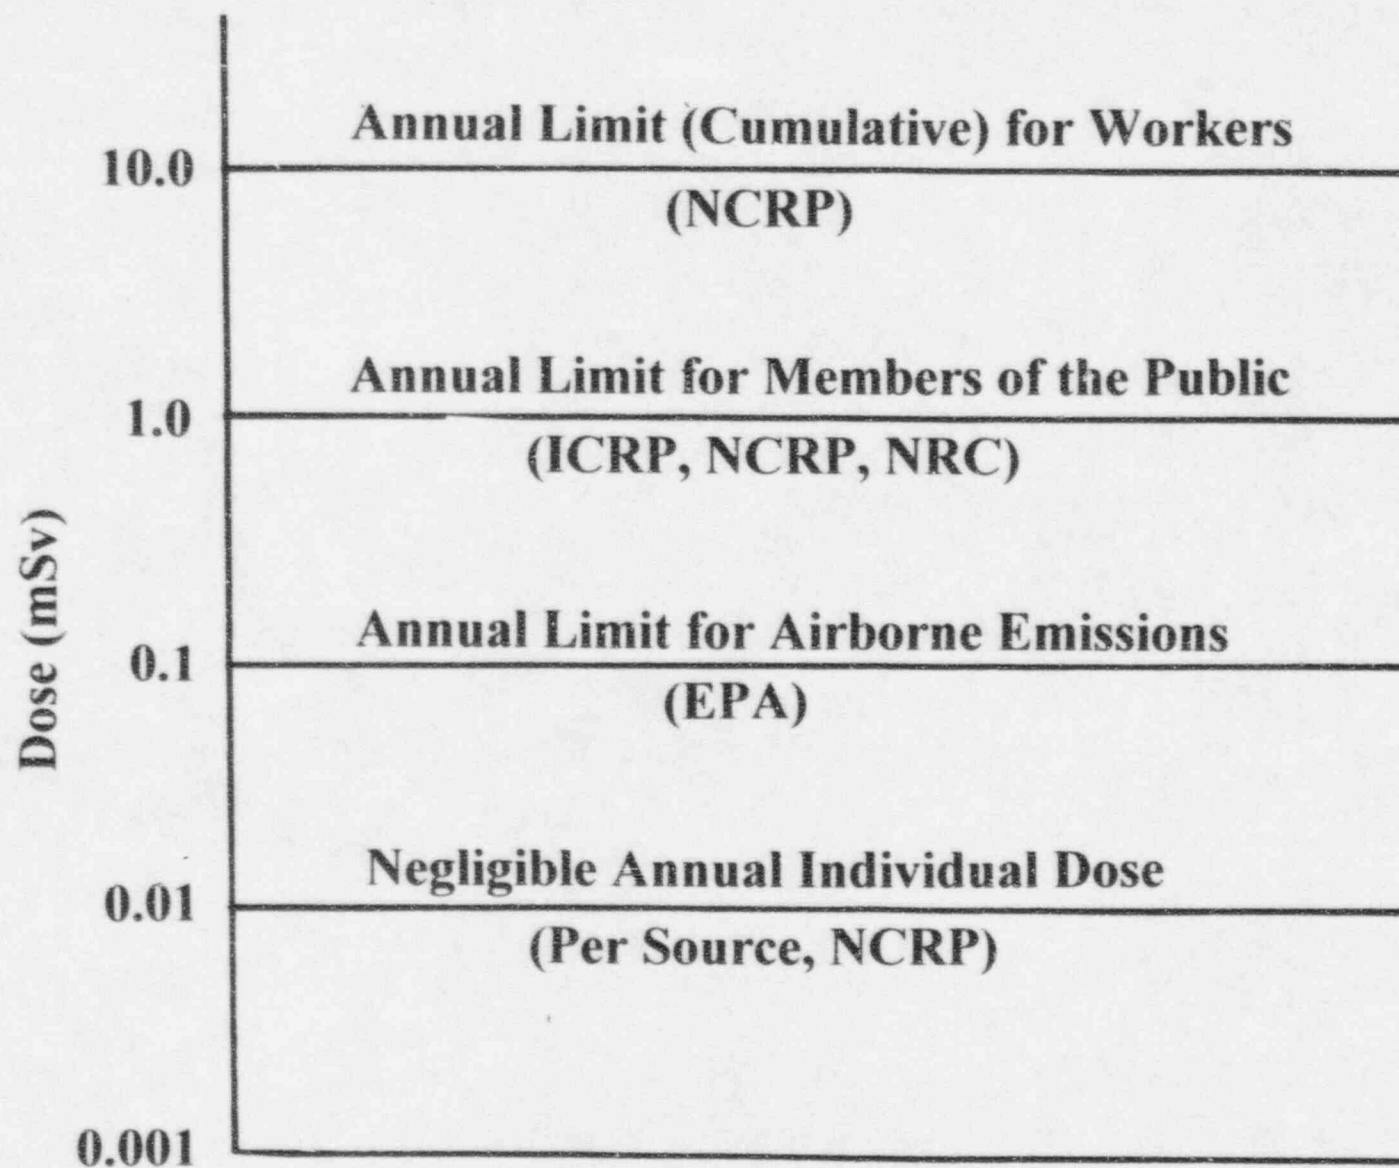 Annual Limit (Cumulative) for Workers
10.0
(NCRP)
Annual Limit for Members of the Public
1.0
(ICRP, NCRP, NRC)
Dose (mSv)
Annual Limit for Airborne Emissions
0.1
(EPA)
Negligible Annual Individual Dose
0.01
(Per Source, NCRP)
0.001